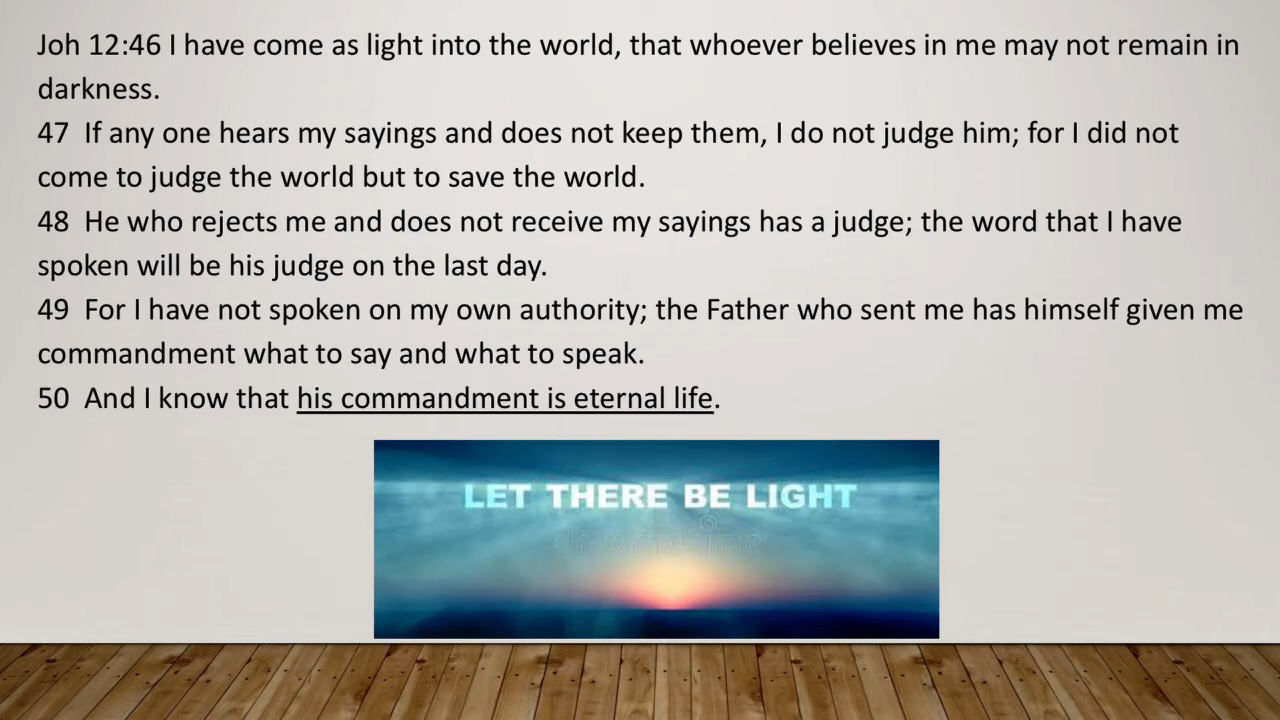 Joh 12:46 I have come as light into the world, that whoever believes in me may not remain in
darkness.
47  If any one hears my sayings and does not keep them, I do not judge him; for I did not
come to judge the world but to save the world.
48  He who rejects me and does not receive my sayings has a judge; the word that I have
spoken will be his judge on the last day.
49  For I have not spoken on my own authority; the Father who sent me has himself given me
commandment what to say and what to speak.
50  And I know that his commandment is eternal life.
LET THERE BE LIGHT
dreamstime